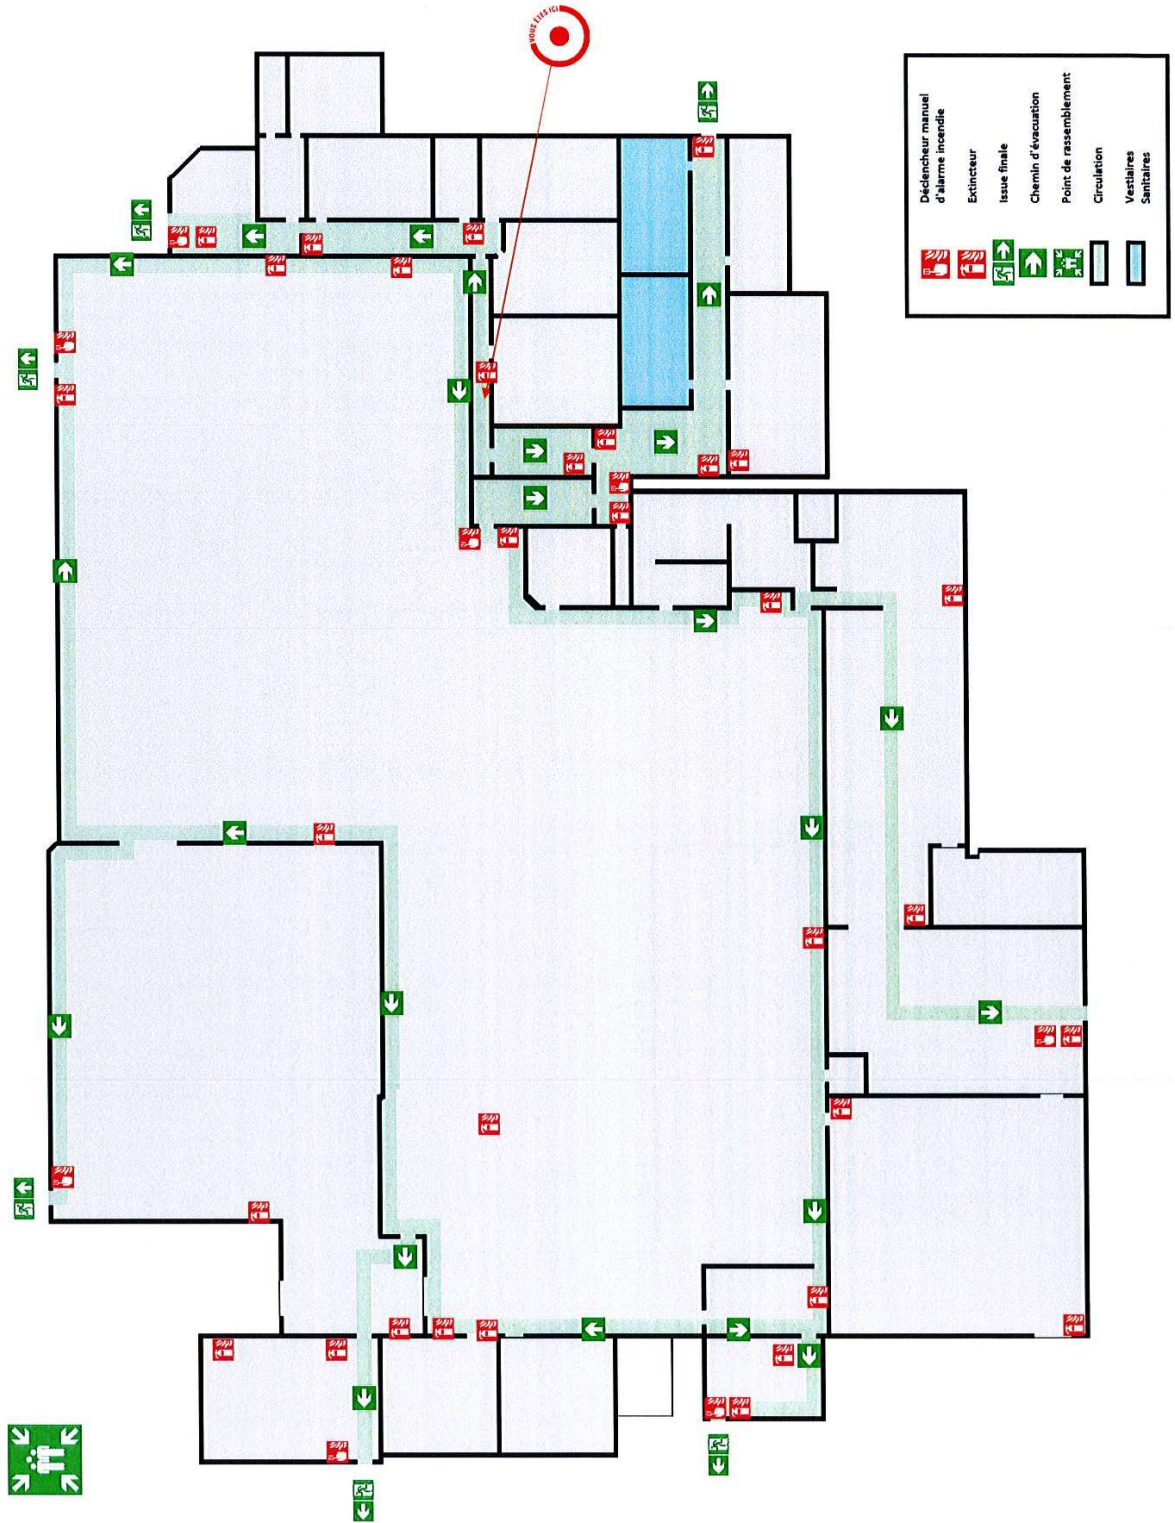 VOUS ÊTES ICI
Déclencheur manuel
d'alarme incendie
Extincteur
Issue finale
Chemin d'évacuation
Point de rassemblement
Circulation
Vestiaires
Sanitaires